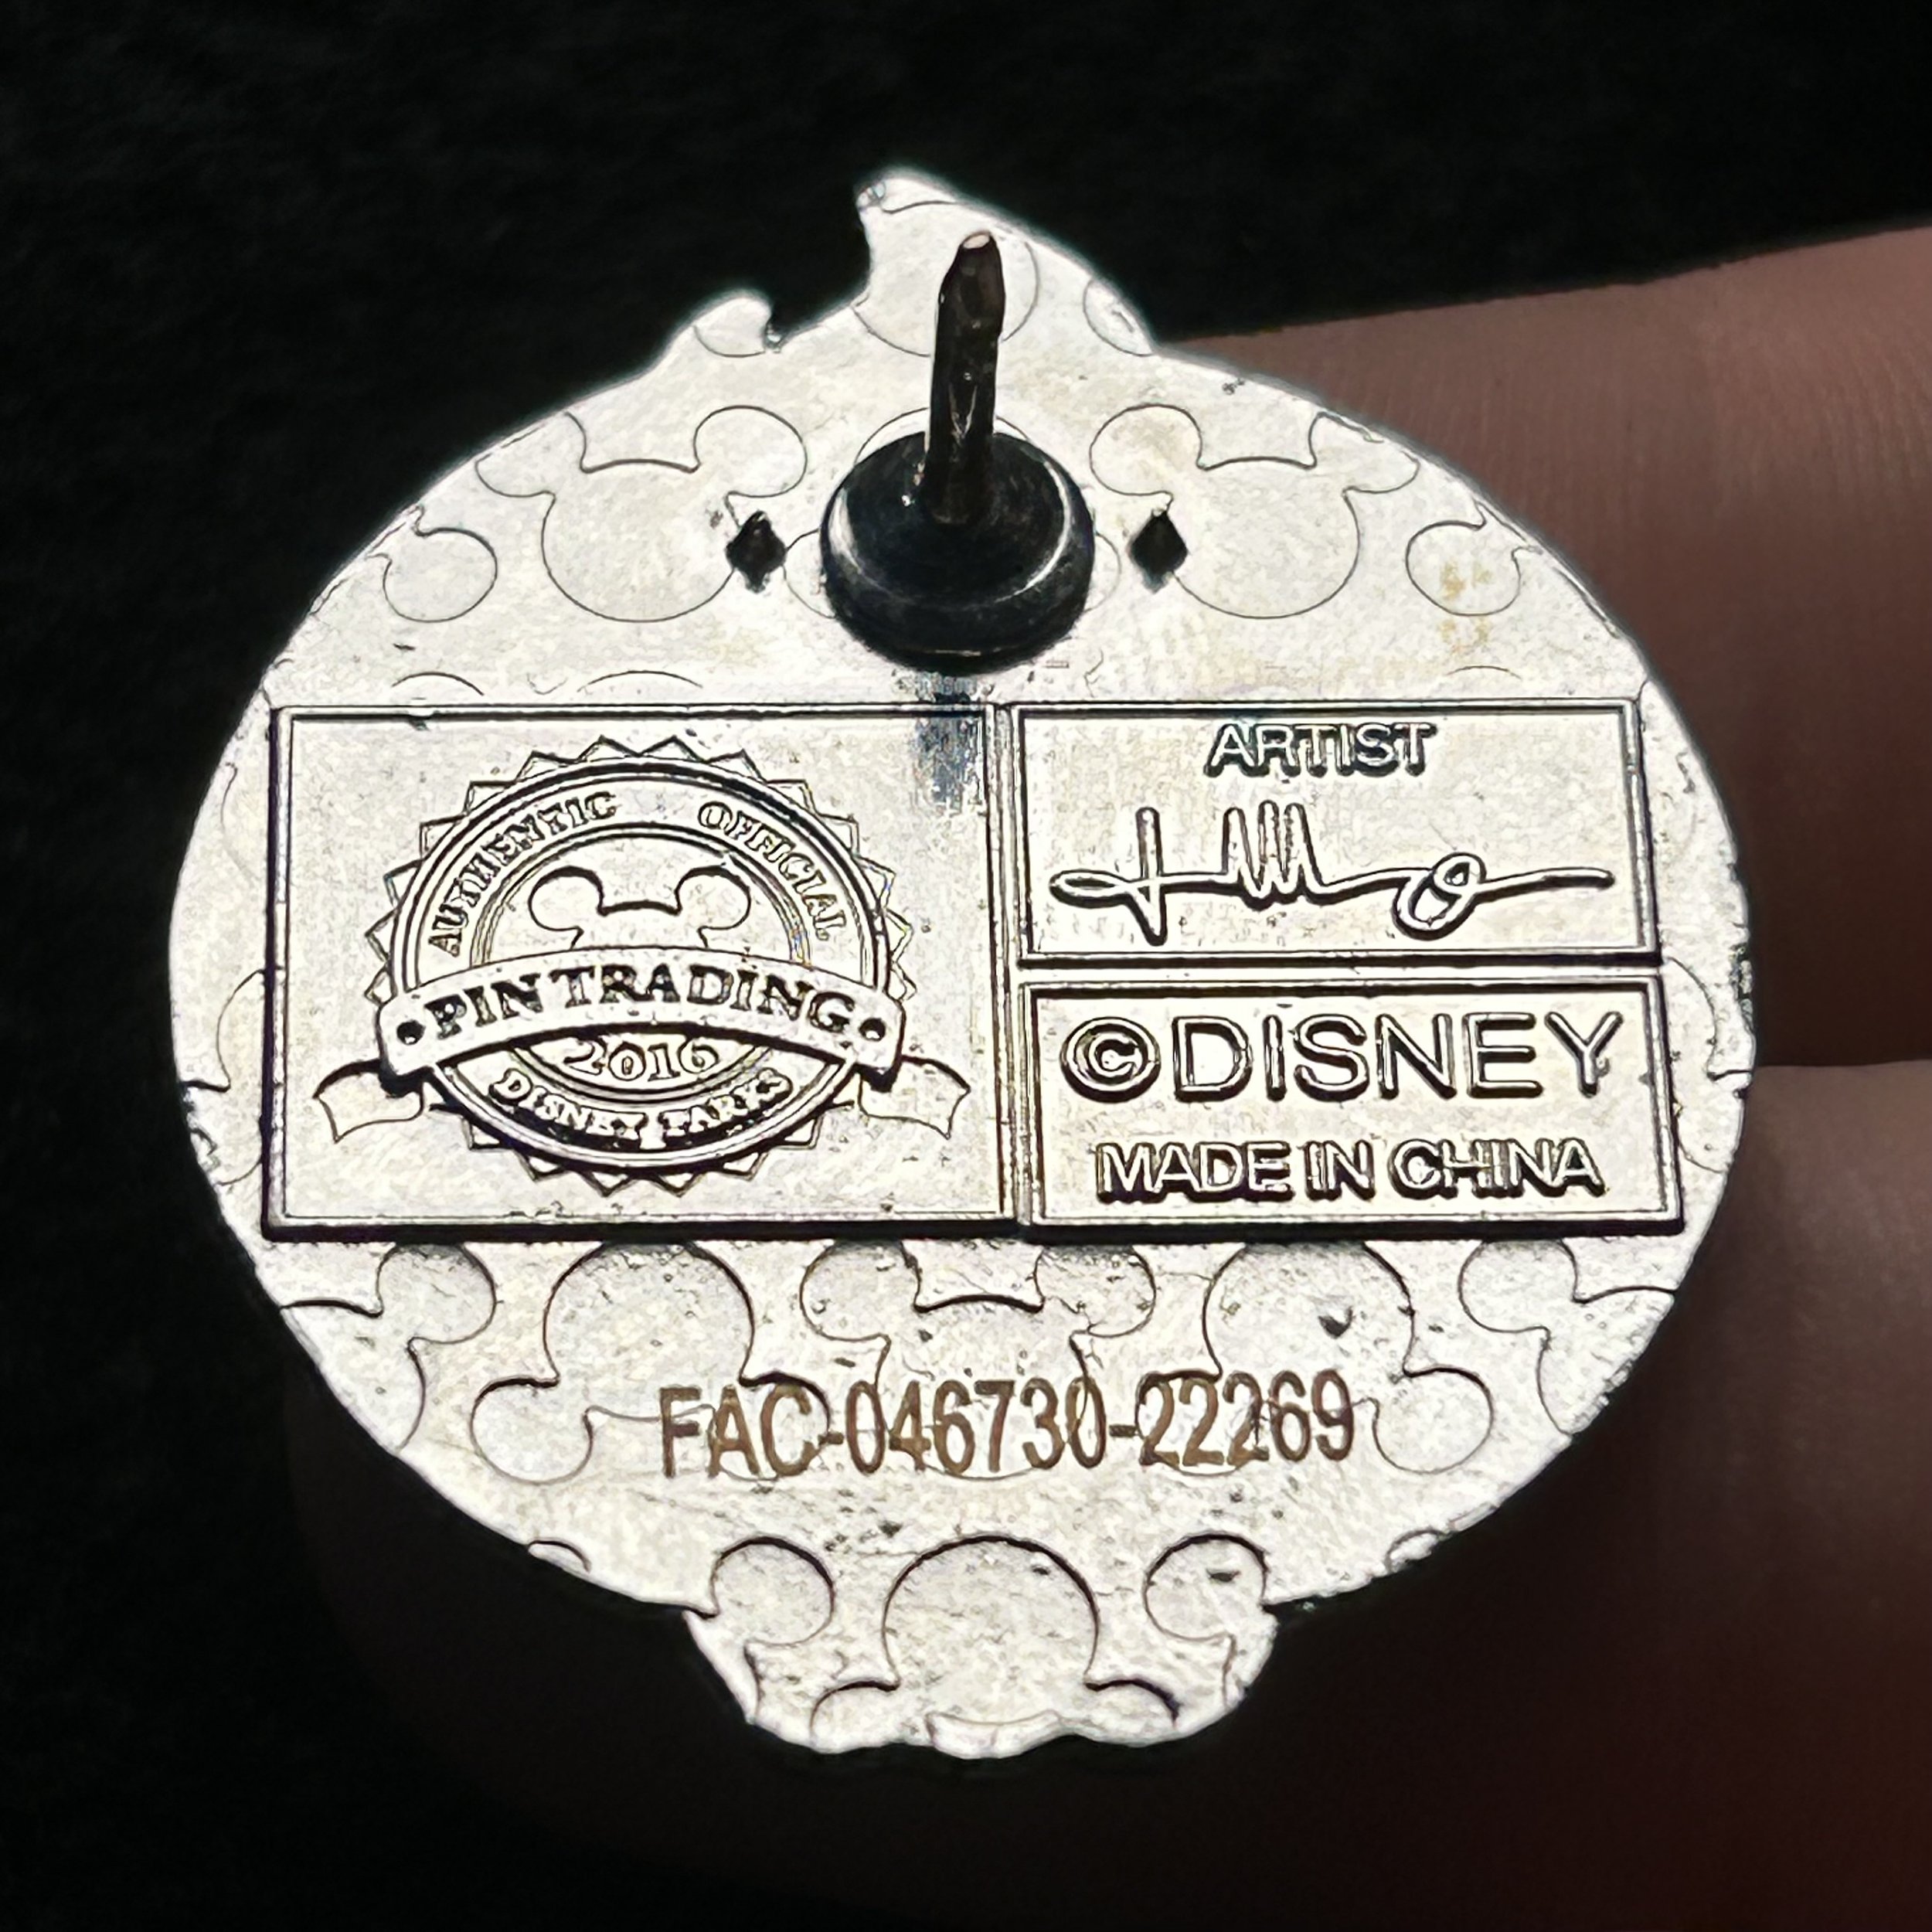 AUTHENTIC OFFICIAL
PIN TRADING
2016
DISNEY PARKS
ARTIST
©DISNEY
MADE IN CHINA
FAC-046730-22269